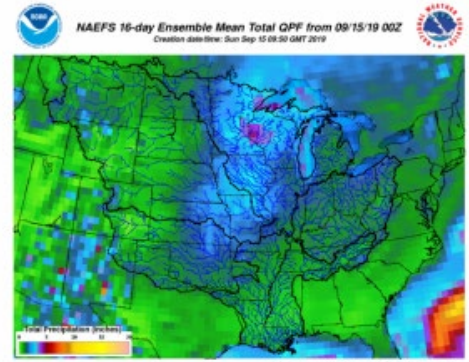 NOAA
NAEFS 16-day Ensemble Mean Total QPF from 09/15/19 00Z
Creation date/time: Sun Sep 15 09:50 GMT 2019
Total Precipitation (inches)